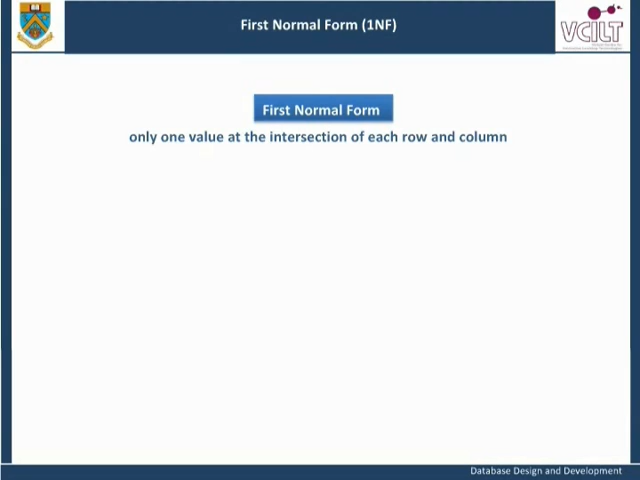 First Normal Form (1NF)
VCILT
First Normal Form
only one value at the intersection of each row and column
Database Design and Development